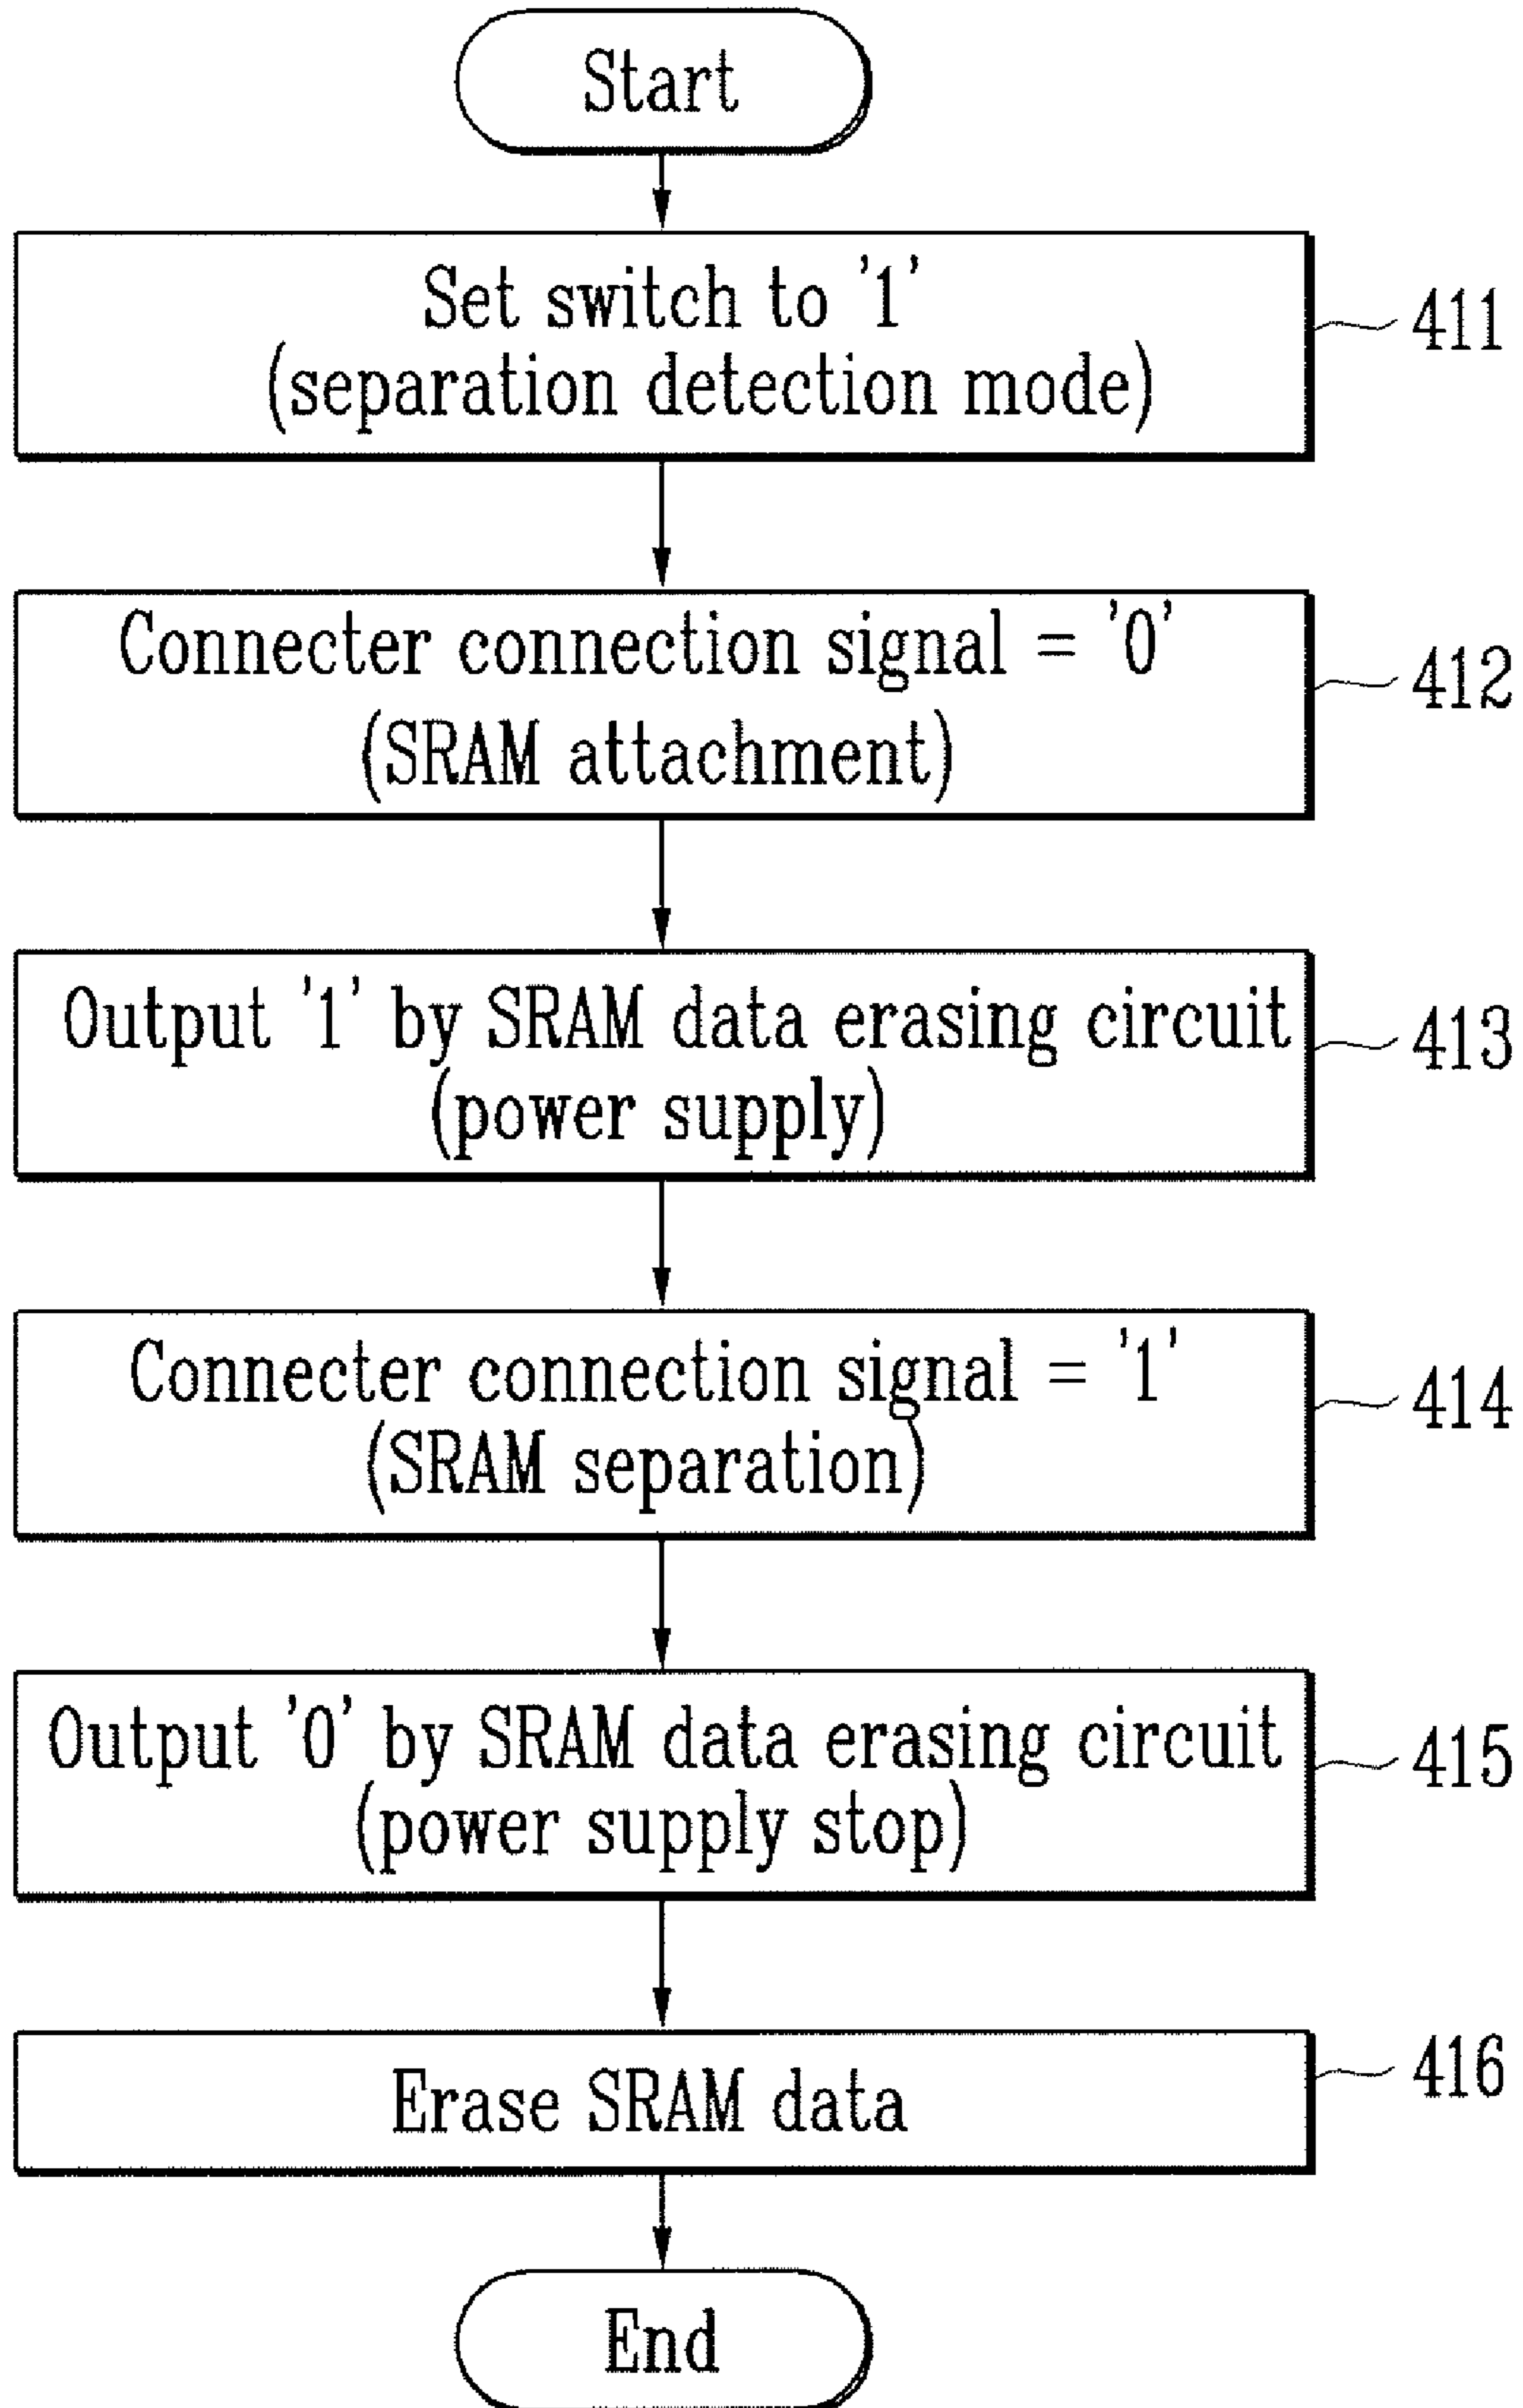 Start
Set switch to '1'
(separation detection mode)
411
Connecter connection signal = '0'
(SRAM attachment)
412
Output '1' by SRAM data erasing circuit
(power supply)
413
Connecter connection signal = '1'
(SRAM separation)
414
Output '0' by SRAM data erasing circuit
(power supply stop)
415
Erase SRAM data
416
End